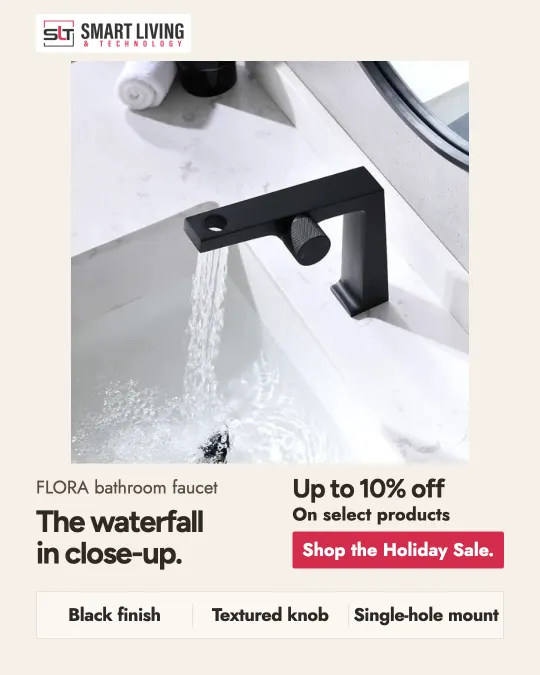 SLT SMART LIVING
& TECHNOLOGY
FLORA bathroom faucet
The waterfall
in close-up.
Up to 10% off
On select products
Shop the Holiday Sale.
Black finish
Textured knob
Single-hole mount